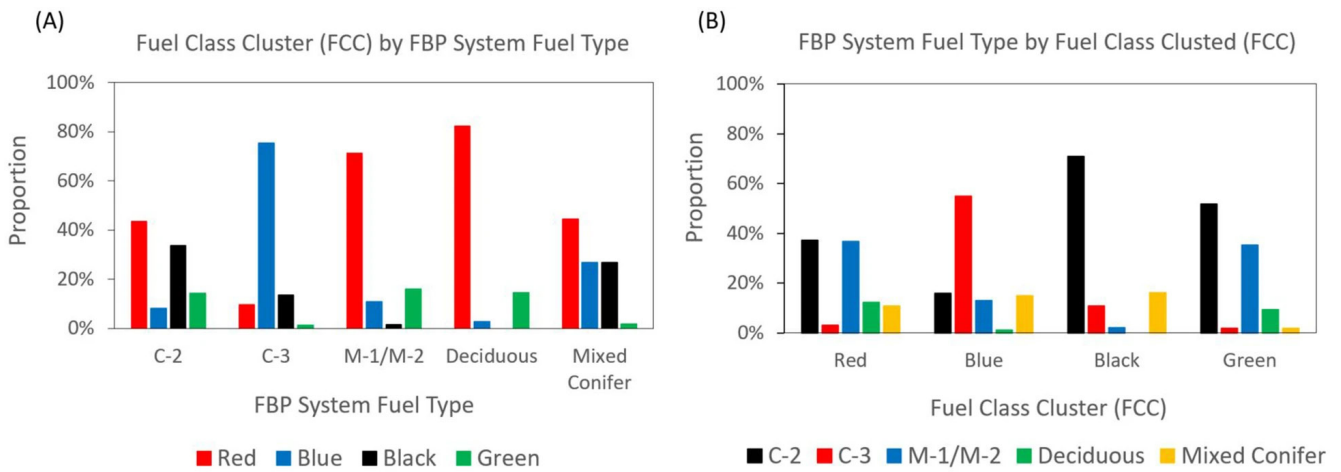 (A)
Fuel Class Cluster (FCC) by FBP System Fuel Type
100%
80%
60%
40%
20%
0%
Proportion
C-2 C-3 M-1/M-2 Deciduous Mixed
Conifer
FBP System Fuel Type
Red Blue Black Green
(B)
FBP System Fuel Type by Fuel Class Clusted (FCC)
100%
80%
60%
40%
20%
0%
Proportion
Red Blue Black Green
Fuel Class Cluster (FCC)
C-2 C-3 M-1/M-2 Deciduous Mixed Conifer